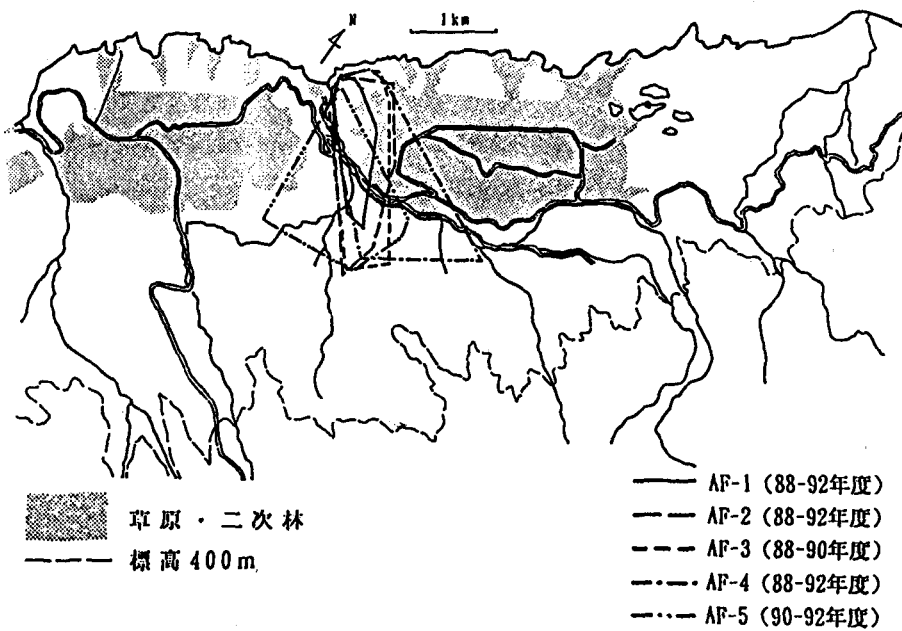 N
1km
草原・二次林
標高400m
AF-1 (88-92年度)
AF-2 (88-92年度)
AF-3 (88-90年度)
AF-4 (88-92年度)
AF-5 (90-92年度)